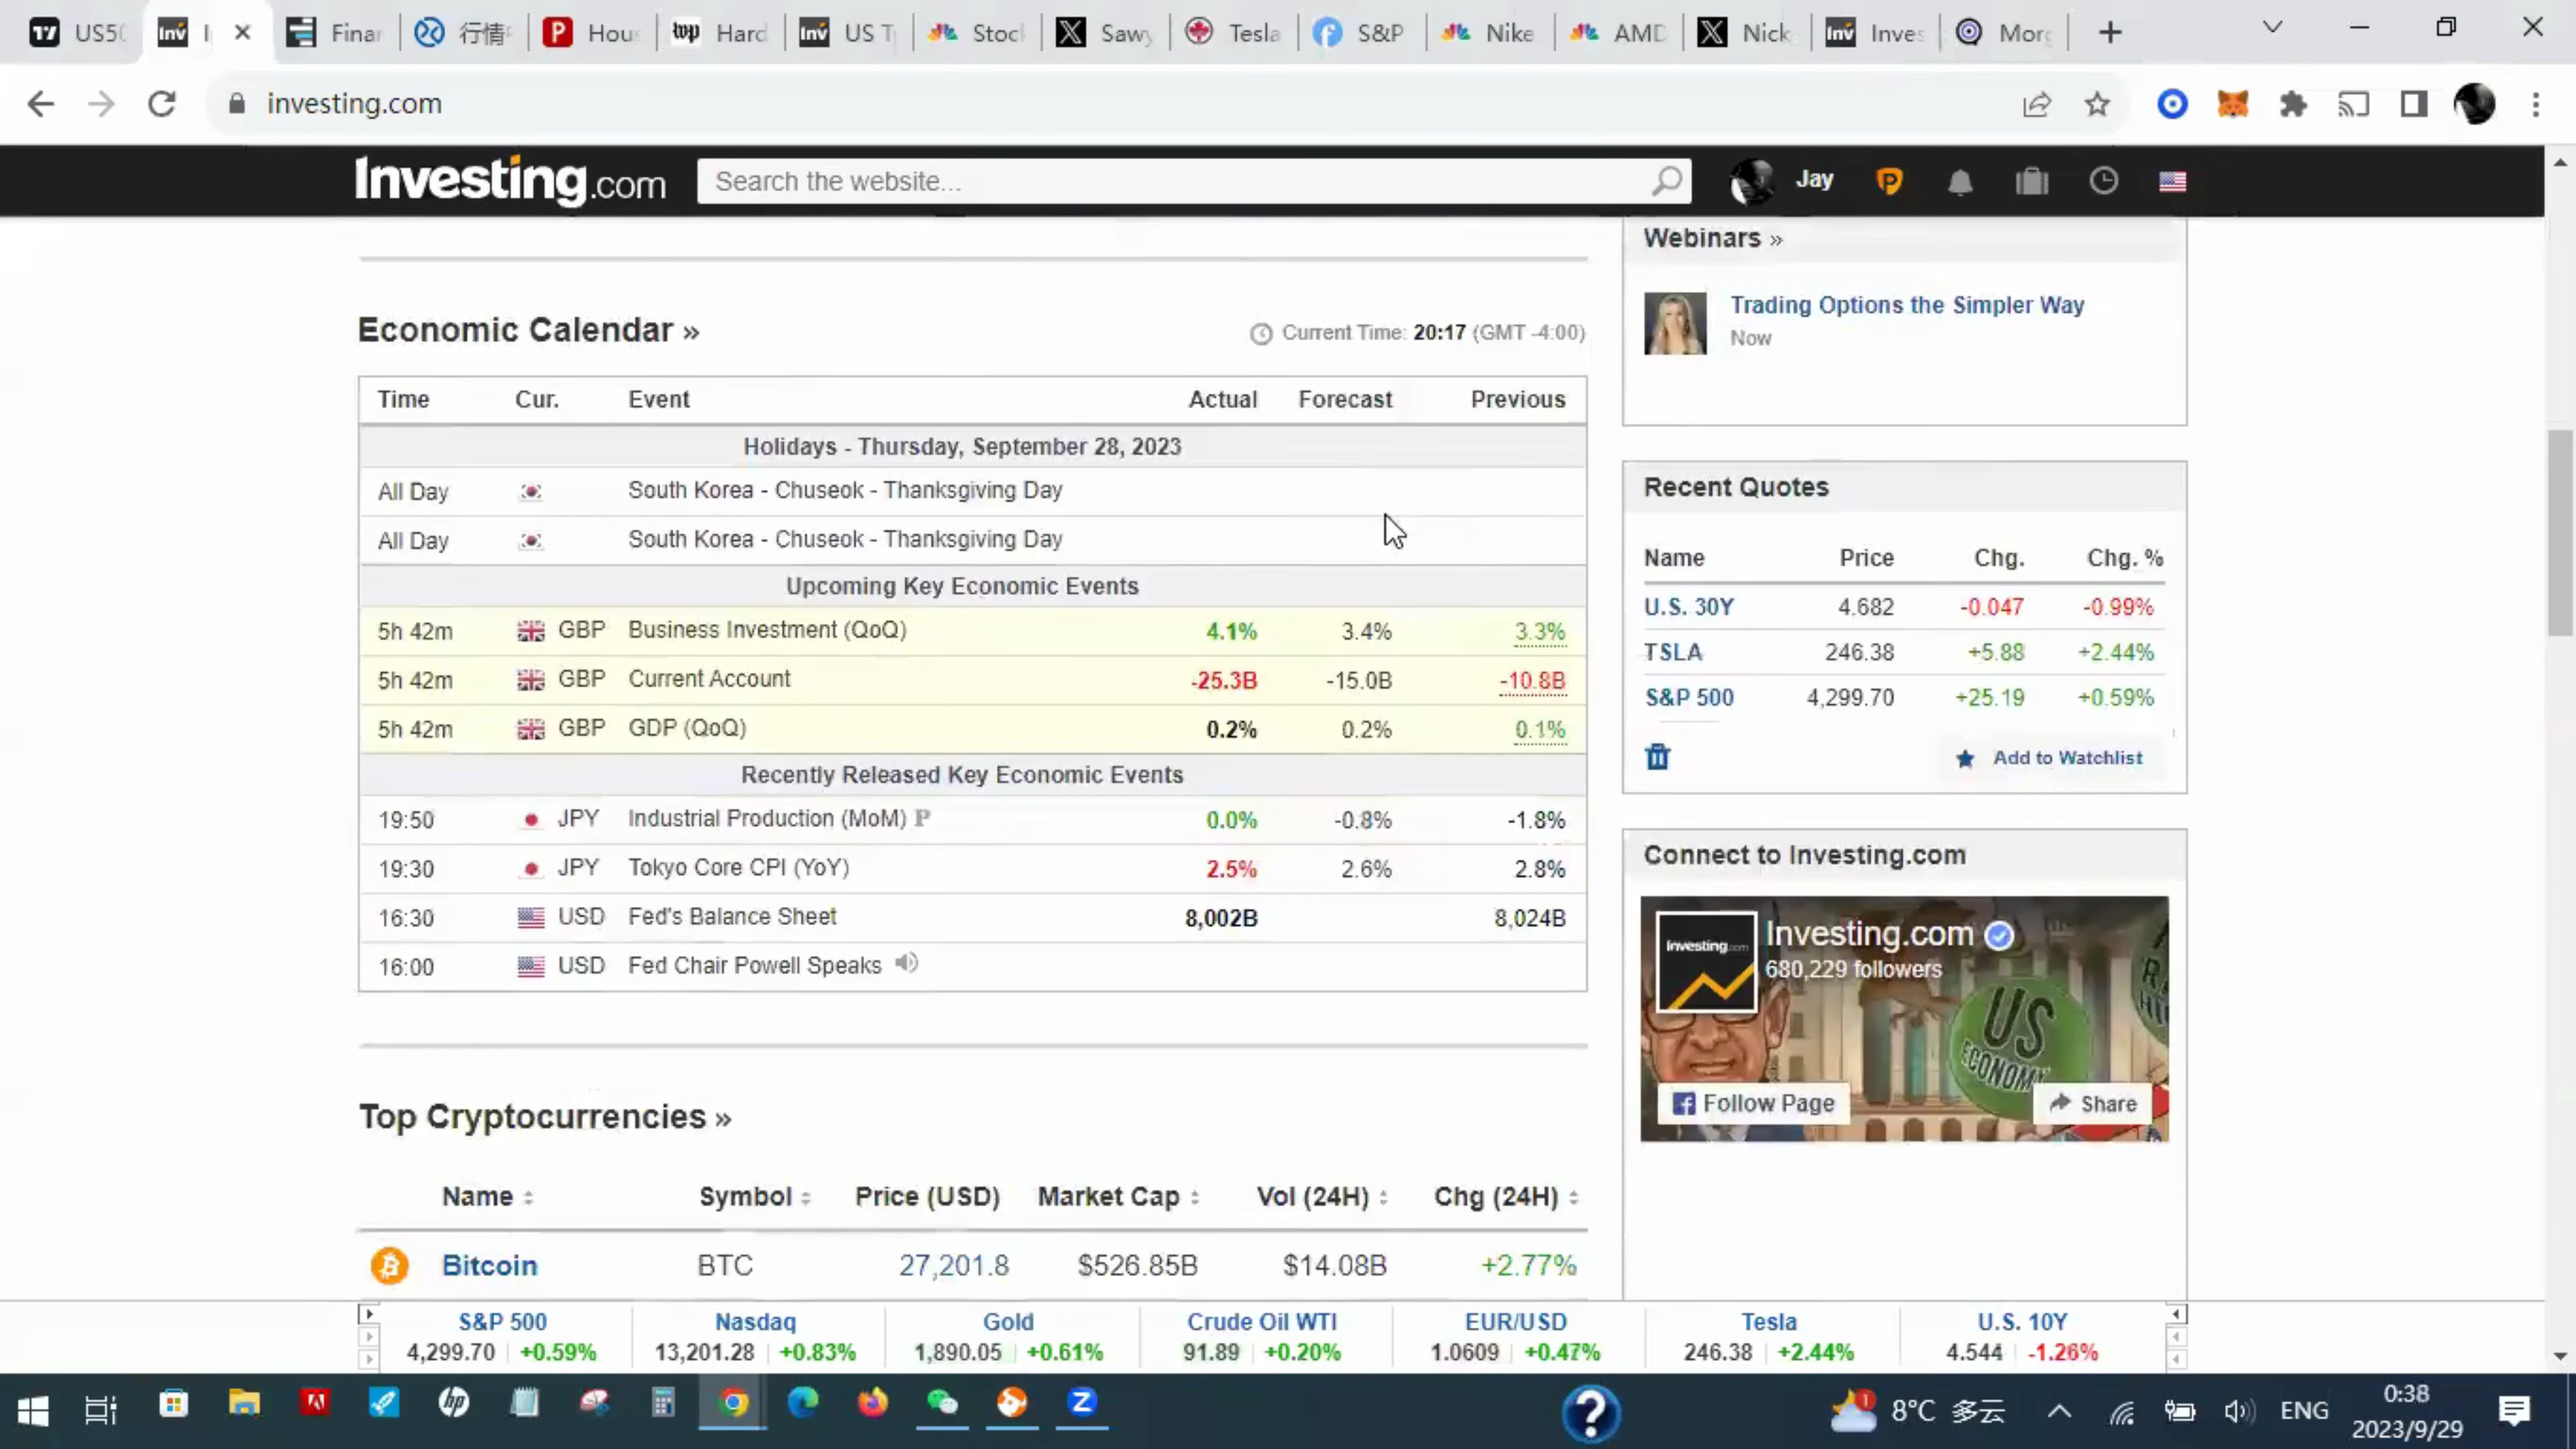 US50
I
Finan
行情中
Hous
Hard
US T
Stock
Sawy
Tesla
S&P
Nike
AMD
Nick
Inves
Morg
investing.com
Investing.com
Search the website...
Jay
Webinars »
Trading Options the Simpler Way
Now
Economic Calendar »
Current Time: 20:17 (GMT -4:00)
Time Cur. Event Actual Forecast Previous
Holidays - Thursday, September 28, 2023
All Day South Korea - Chuseok - Thanksgiving Day
All Day South Korea - Chuseok - Thanksgiving Day
Upcoming Key Economic Events
5h 42m GBP Business Investment (QoQ) 4.1% 3.4% 3.3%
5h 42m GBP Current Account -25.3B -15.0B -10.8B
5h 42m GBP GDP (QoQ) 0.2% 0.2% 0.1%
Recently Released Key Economic Events
19:50 JPY Industrial Production (MoM) P 0.0% -0.8% -1.8%
19:30 JPY Tokyo Core CPI (YoY) 2.5% 2.6% 2.8%
16:30 USD Fed's Balance Sheet 8,002B 8,024B
16:00 USD Fed Chair Powell Speaks
Recent Quotes
Name Price Chg. Chg. %
U.S. 30Y 4.682 -0.047 -0.99%
TSLA 246.38 +5.88 +2.44%
S&P 500 4,299.70 +25.19 +0.59%
Add to Watchlist
Connect to Investing.com
Investing.com
Investing.com
680,229 followers
US
ECONOMY
Follow Page
Share
Top Cryptocurrencies »
Name Symbol Price (USD) Market Cap Vol (24H) Chg (24H)
Bitcoin BTC 27,201.8 $526.85B $14.08B +2.77%
S&P 500 Nasdaq Gold Crude Oil WTI EUR/USD Tesla U.S. 10Y
4,299.70 +0.59% 13,201.28 +0.83% 1,890.05 +0.61% 91.89 +0.20% 1.0609 +0.47% 246.38 +2.44% 4.544 -1.26%
8°C 多云
ENG
0:38
2023/9/29